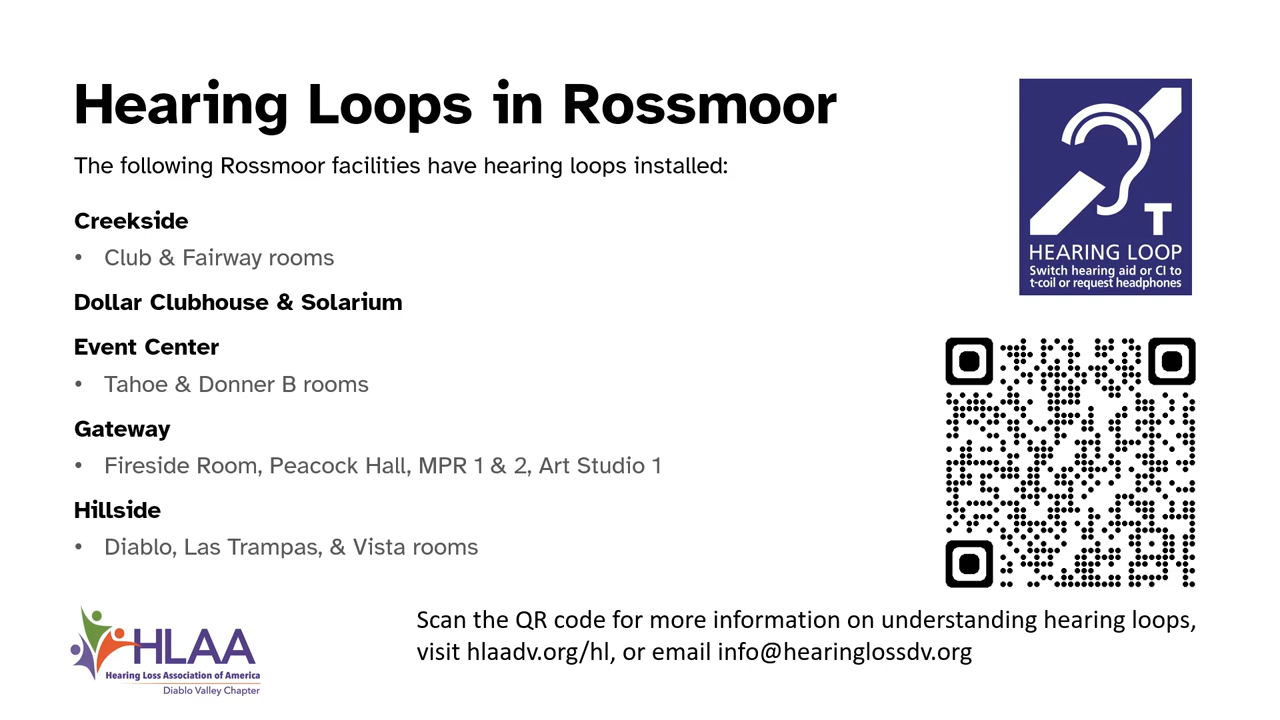 Hearing Loops in Rossmoor
The following Rossmoor facilities have hearing loops installed:
Creekside
• Club & Fairway rooms
Dollar Clubhouse & Solarium
Event Center
• Tahoe & Donner B rooms
Gateway
• Fireside Room, Peacock Hall, MPR 1 & 2, Art Studio 1
Hillside
• Diablo, Las Trampas, & Vista rooms
T
HEARING LOOP
Switch hearing aid or CI to
t-coil or request headphones
HLAA
Hearing Loss Association of America
Diablo Valley Chapter
Scan the QR code for more information on understanding hearing loops,
visit hlaadv.org/hl, or email info@hearinglossdv.org